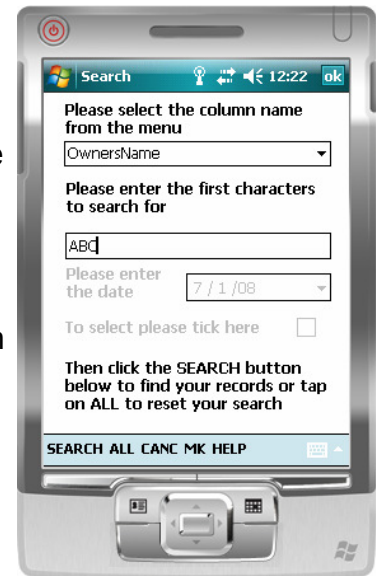 Search 12:22 ok
Please select the column name
from the menu
OwnersName
Please enter the first characters
to search for
ABC
Please enter
the date
7 / 1 /08
To select please tick here
Then click the SEARCH button
below to find your records or tap
on ALL to reset your search
SEARCH ALL CANC MK HELP